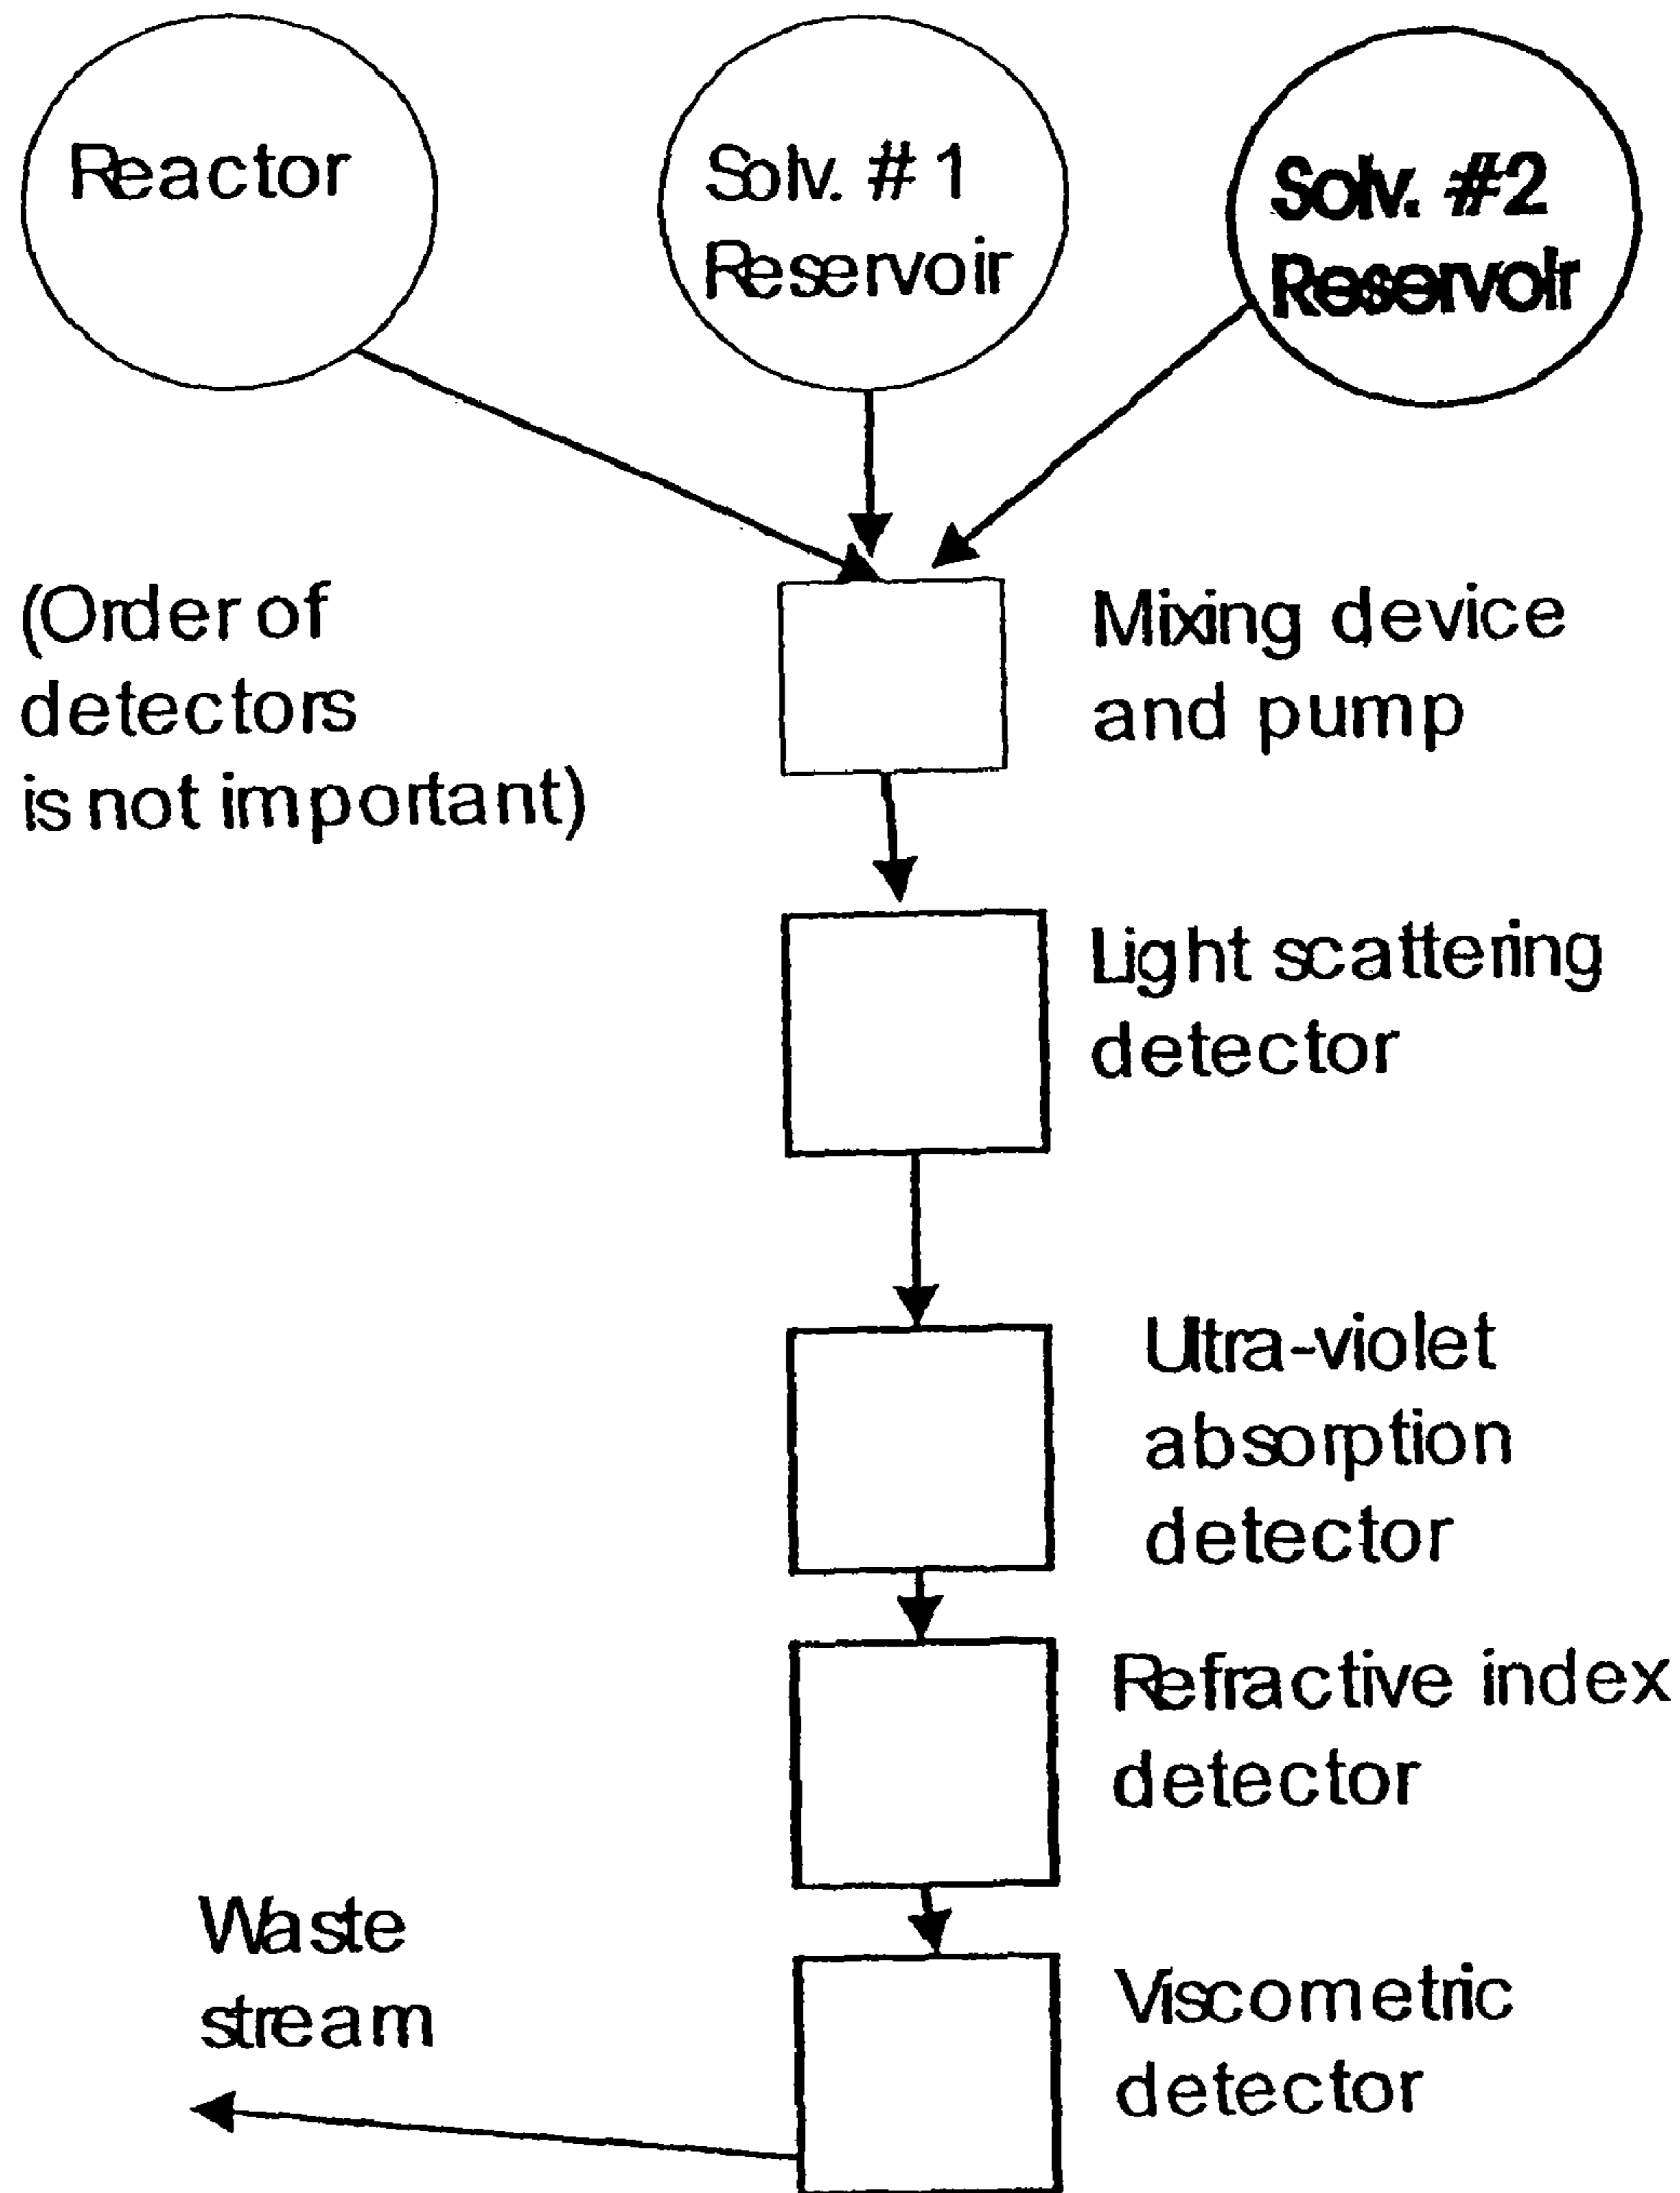 Reactor
Solv. #1
Reservoir
Solv. #2
Reservoir
(Order of
detectors
is not important)
Mixing device
and pump
Light scattering
detector
Ultra-violet
absorption
detector
Refractive index
detector
Waste
stream
Viscometric
detector